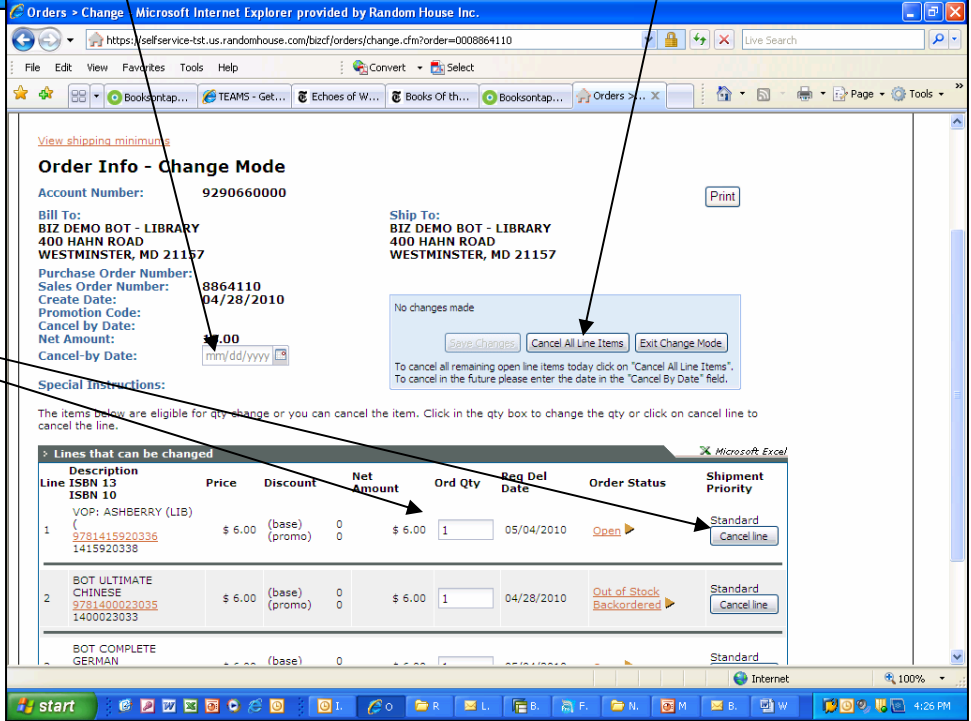 Orders > Change - Microsoft Internet Explorer provided by Random House Inc.
https://selfservice-tst.us.randomhouse.com/bizcf/orders/change.cfm?order=0008864110
Live Search
File Edit View Favorites Tools Help
Convert Select
Booksontap... TEAMS - Get... Echoes of W... Books Of th... Booksontap... Orders >... X
Page Tools
View shipping minimums
Order Info - Change Mode
Account Number: 9290660000
Print
Bill To: Ship To:
BIZ DEMO BOT - LIBRARY BIZ DEMO BOT - LIBRARY
400 HAHN ROAD 400 HAHN ROAD
WESTMINSTER, MD 21157 WESTMINSTER, MD 21157
Purchase Order Number:
Sales Order Number: 8864110
Create Date: 04/28/2010
Promotion Code:
Cancel by Date:
Net Amount:
Cancel-by Date: mm/dd/yyyy
Special Instructions:
No changes made
Save Changes Cancel All Line Items Exit Change Mode
To cancel all remaining open line items today click on "Cancel All Line Items".
To cancel in the future please enter the date in the "Cancel By Date" field.
The items below are eligible for qty change or you can cancel the item. Click in the qty box to change the qty or click on cancel line to
cancel the line.
> Lines that can be changed
Microsoft Excel
Line Description ISBN 13 ISBN 10 Price Discount Net Amount Ord Qty Req Del Date Order Status Shipment Priority
VOP: ASHBERRY (LIB) Standard
( (base) 0
1 9781415920336 $ 6.00 (promo) 0 $ 6.00 1 05/04/2010 Open Cancel line
1415920338
BOT ULTIMATE
CHINESE (base) 0 Out of Stock Standard
2 9781400023035 $ 6.00 (promo) 0 $ 6.00 1 04/28/2010 Backordered Cancel line
1400023033
BOT COMPLETE
GERMAN (base) 0 Standard
Internet 100%
start I. O R L. B. F. N. M B. W 4:26 PM